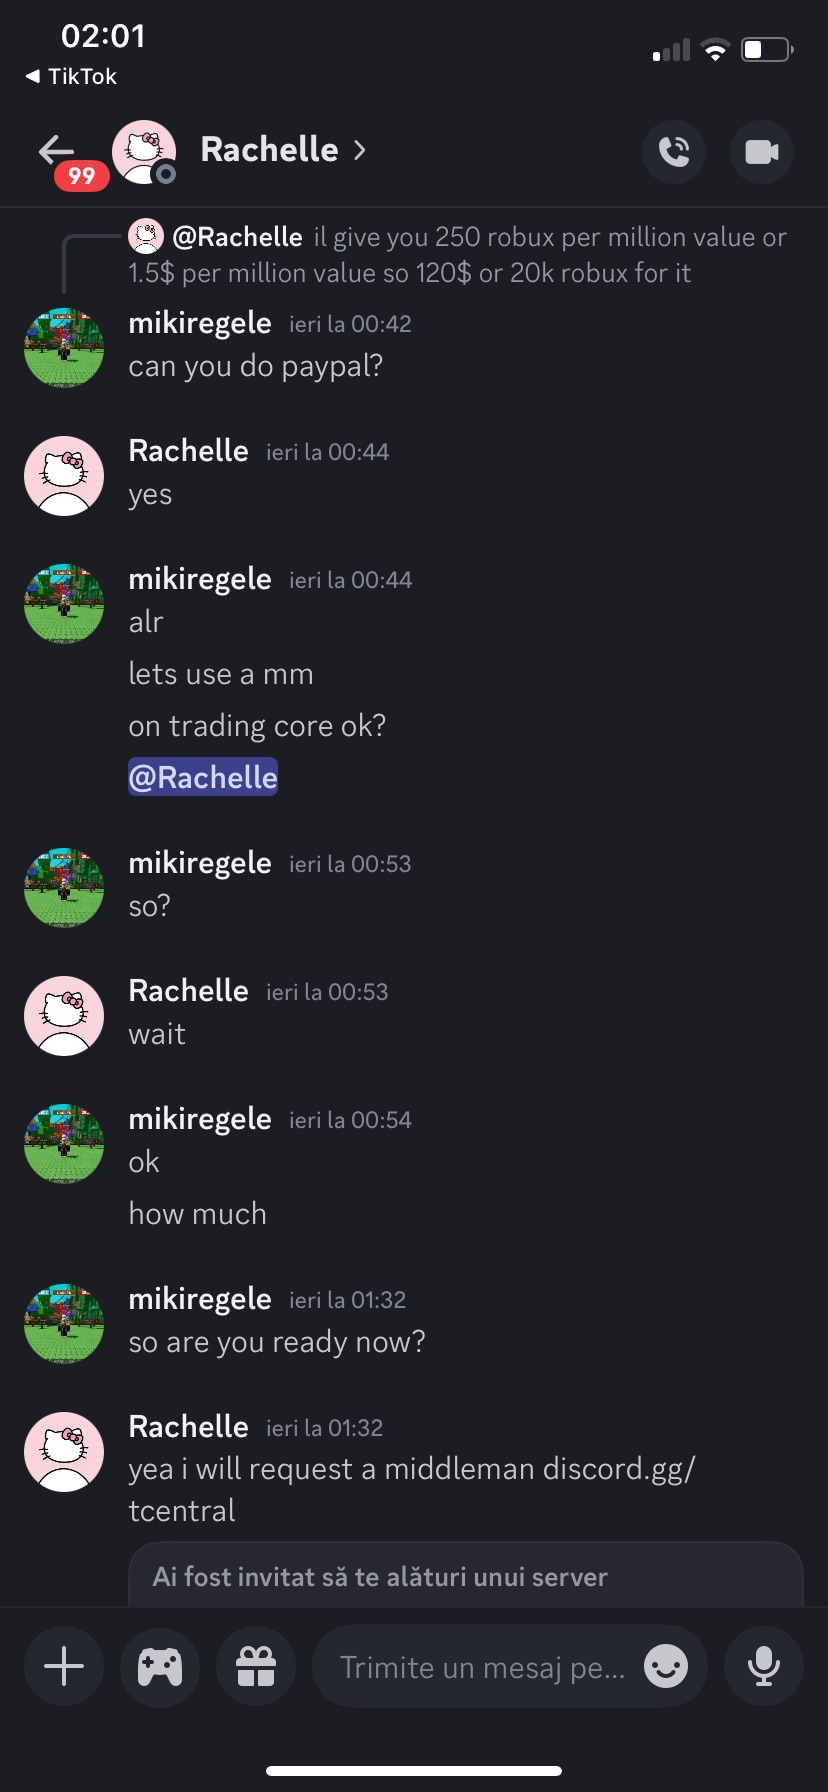 02:01
◀ TikTok
99
Rachelle
@Rachelle il give you 250 robux per million value or
1.5$ per million value so 120$ or 20k robux for it
mikiregele ieri la 00:42
can you do paypal?
Rachelle ieri la 00:44
yes
mikiregele ieri la 00:44
alr
lets use a mm
on trading core ok?
@Rachelle
mikiregele ieri la 00:53
so?
Rachelle ieri la 00:53
wait
mikiregele ieri la 00:54
ok
how much
mikiregele ieri la 01:32
so are you ready now?
Rachelle ieri la 01:32
yea i will request a middleman discord.gg/
tcentral
Ai fost invitat să te alături unui server
Trimite un mesaj pe...